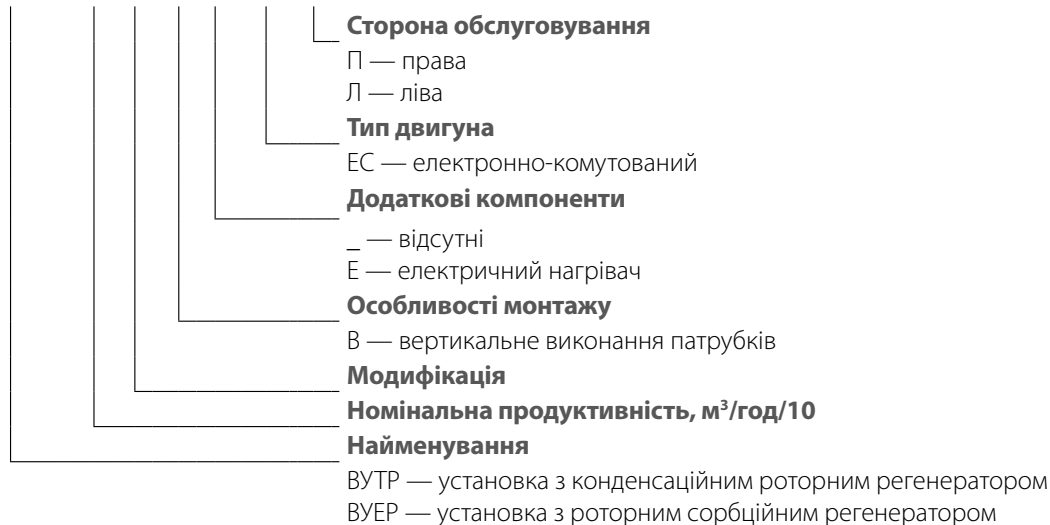 Сторона обслуговування
П — права
Л — ліва
Тип двигуна
ЕС — електронно-комутований
Додаткові компоненти
_ — відсутні
Е — електричний нагрівач
Особливості монтажу
В — вертикальне виконання патрубків
Модифікація
Номінальна продуктивність, м³/год/10
Найменування
ВУТР — установка з конденсаційним роторним регенератором
ВУЕР — установка з роторним сорбційним регенератором